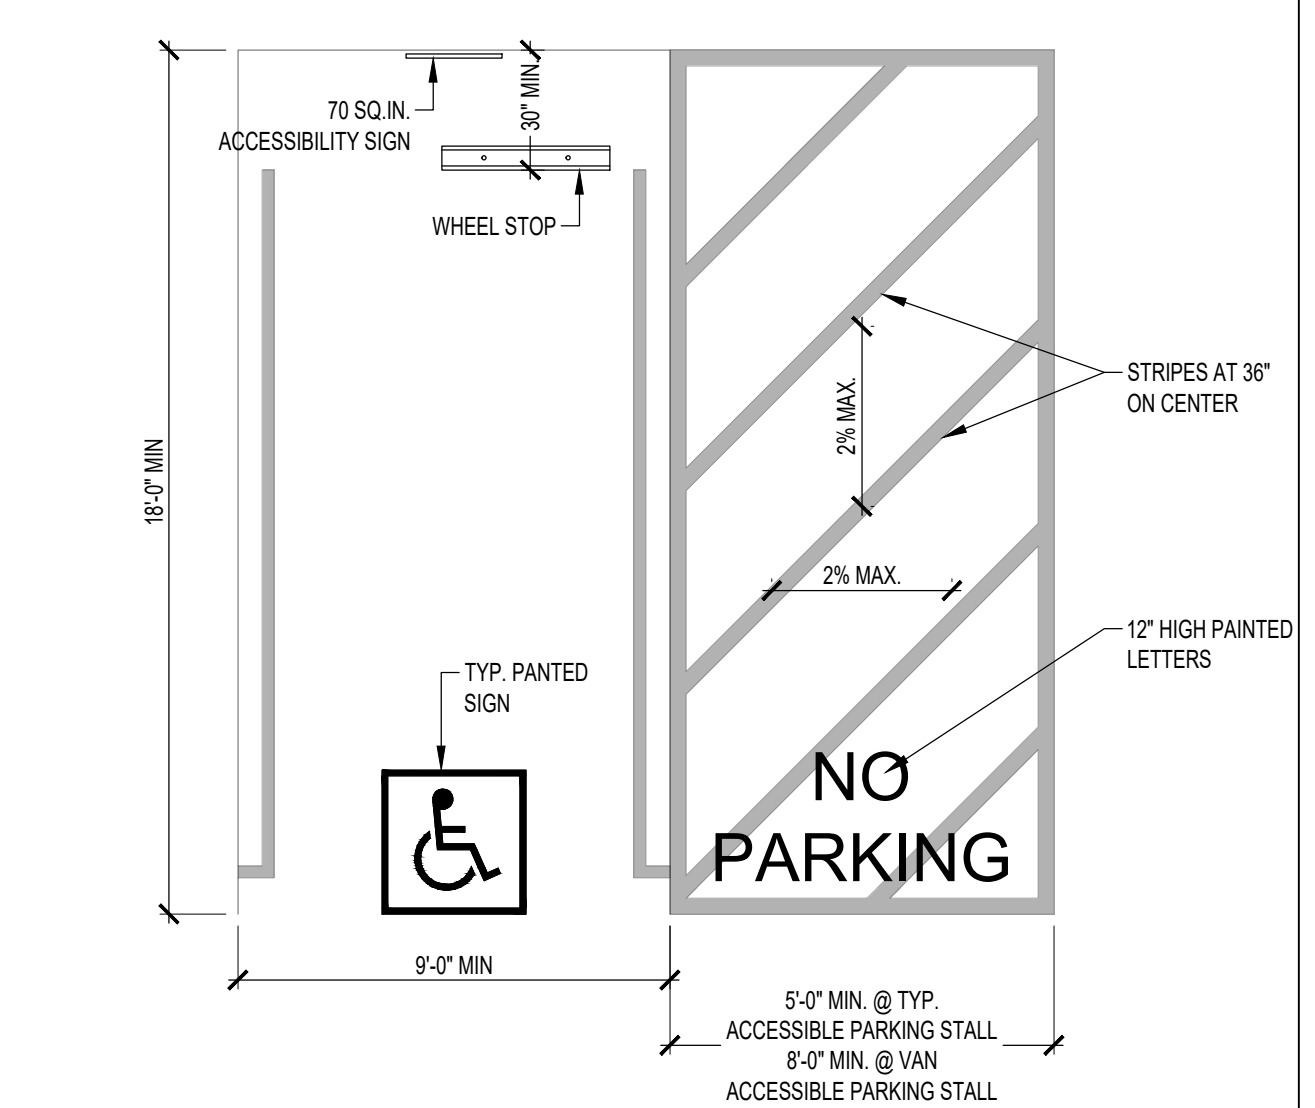 70 SQ.IN.
ACCESSIBILITY SIGN
30" MIN.
WHEEL STOP
18'-0" MIN
STRIPES AT 36"
ON CENTER
2% MAX.
2% MAX.
12" HIGH PAINTED
LETTERS
TYP. PANTED
SIGN
NO
PARKING
9'-0" MIN
5'-0" MIN. @ TYP.
ACCESSIBLE PARKING STALL
8'-0" MIN. @ VAN
ACCESSIBLE PARKING STALL